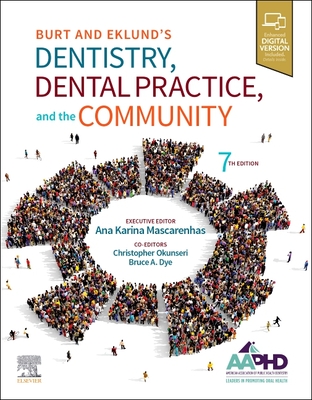 BURT AND EKLUND'S
DENTISTRY,
DENTAL PRACTICE,
and the COMMUNITY
Enhanced
DIGITAL
VERSION
Included.
7TH EDITION
EXECUTIVE EDITOR
Ana Karina Mascarenhas
CO-EDITORS
Christopher Okunseri
Bruce A. Dye
ELSEVIER
AAPHD
AMERICAN ASSOCIATION OF PUBLIC HEALTH DENTISTRY
LEADERS IN PROMOTING ORAL HEALTH